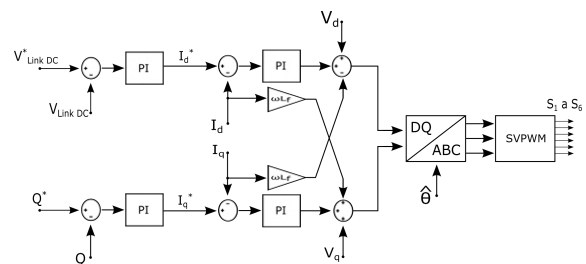 V*Link DC
PI
Id*
PI
Vd
VLink DC
Id
ωLf
Iq
ωLf
Q*
PI
Iq*
PI
Q
Vq
DQ
ABC
θ̂
SVPWM
S1 a S6